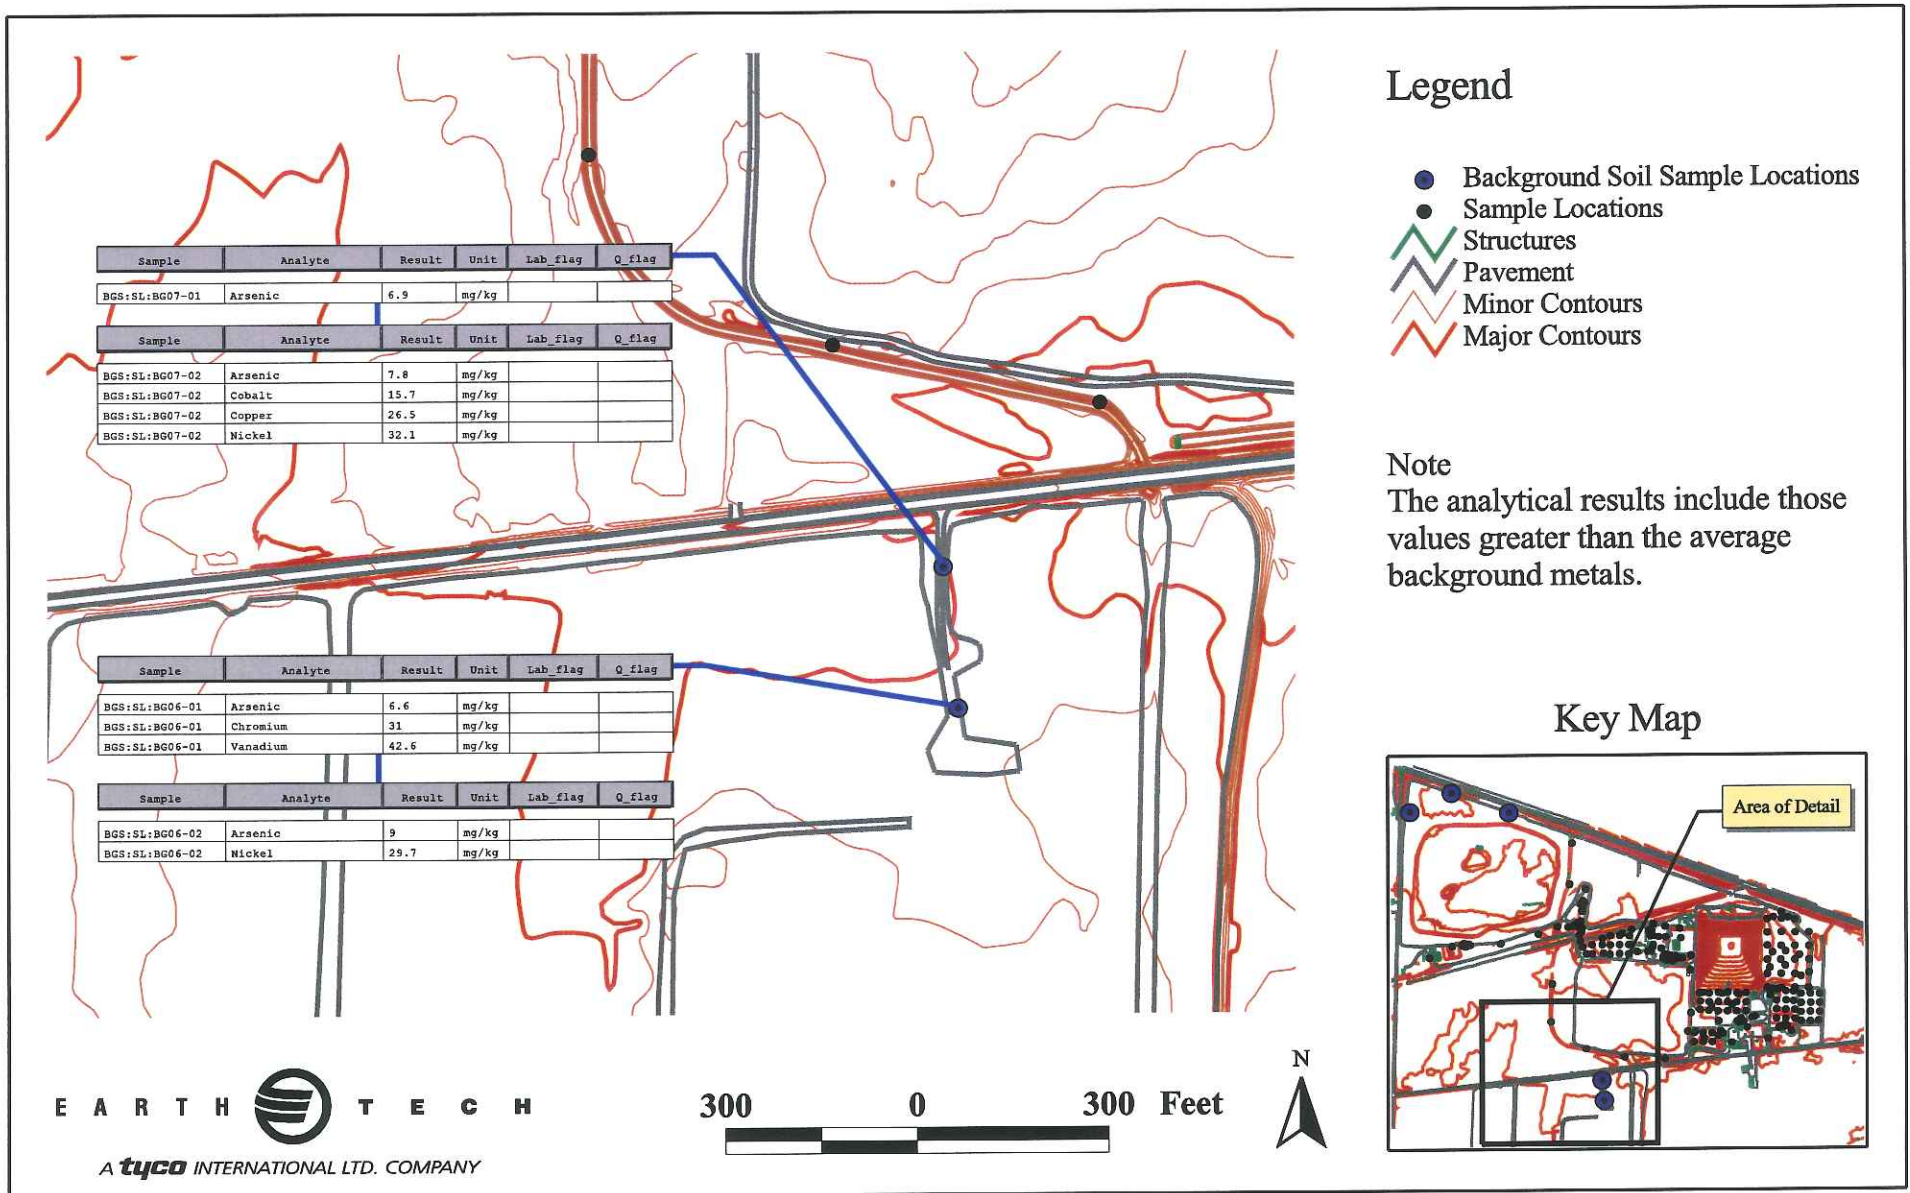 Sample Analyte Result Unit Lab_flag Q_flag
BGS:SL:BG07-01 Arsenic 6.9 mg/kg
Sample Analyte Result Unit Lab_flag Q_flag
BGS:SL:BG07-02 Arsenic 7.8 mg/kg
BGS:SL:BG07-02 Cobalt 15.7 mg/kg
BGS:SL:BG07-02 Copper 26.5 mg/kg
BGS:SL:BG07-02 Nickel 32.1 mg/kg
Sample Analyte Result Unit Lab_flag Q_flag
BGS:SL:BG06-01 Arsenic 6.6 mg/kg
BGS:SL:BG06-01 Chromium 31 mg/kg
BGS:SL:BG06-01 Vanadium 42.6 mg/kg
Sample Analyte Result Unit Lab_flag Q_flag
BGS:SL:BG06-02 Arsenic 9 mg/kg
BGS:SL:BG06-02 Nickel 29.7 mg/kg
Legend
Background Soil Sample Locations
Sample Locations
Structures
Pavement
Minor Contours
Major Contours
Note
The analytical results include those
values greater than the average
background metals.
Key Map
Area of Detail
EARTH TECH
A tyco INTERNATIONAL LTD. COMPANY
300 0 300 Feet
N